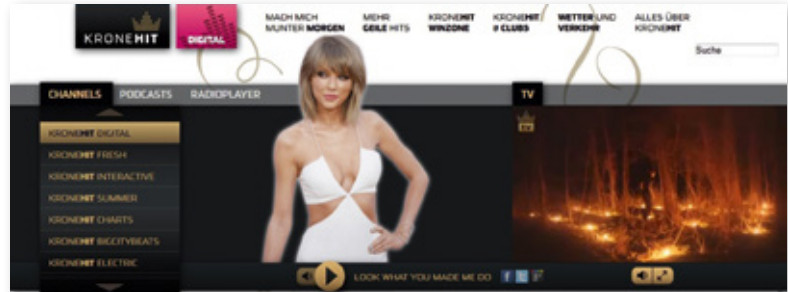 KRONEHIT
DIGITAL
MACH MICH
MUNTER MORGEN
MEHR
GEILE HITS
KRONEHIT
WINZONE
KRONEHIT
# CLUBS
WETTER UND
VERKEHR
ALLES ÜBER
KRONEHIT
Suche
CHANNELS
PODCASTS
RADIOPLAYER
TV
KRONEHIT DIGITAL
KRONEHIT FRESH
KRONEHIT INTERACTIVE
KRONEHIT SUMMER
KRONEHIT CHARTS
KRONEHIT BIGCITYBEATS
KRONEHIT ELECTRIC
TV
LOOK WHAT YOU MADE ME DO